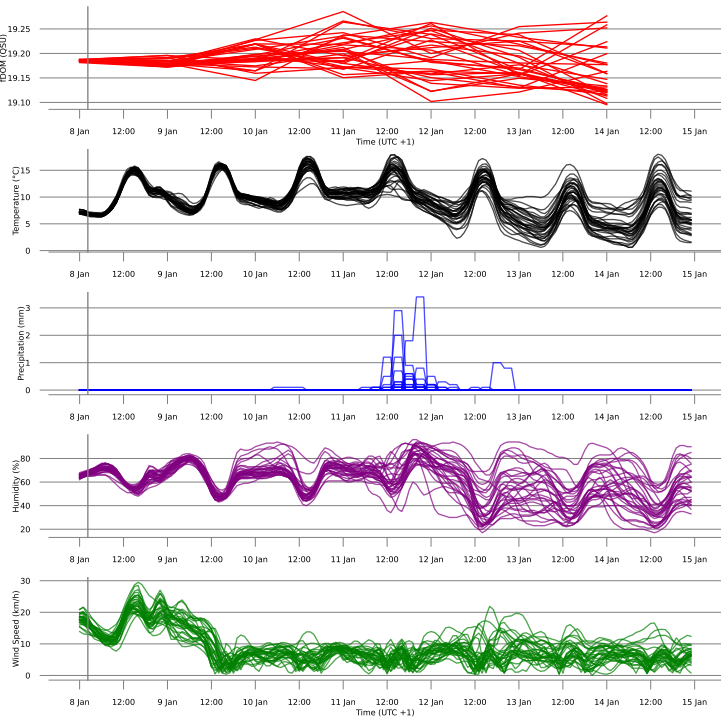 fDOM (QSU)
19.25
19.20
19.15
19.10
8 Jan 12:00 9 Jan 12:00 10 Jan 12:00 11 Jan 12:00 12 Jan 12:00 13 Jan 12:00 14 Jan 12:00 15 Jan
Time (UTC +1)
Temperature (°C)
15
10
5
0
8 Jan 12:00 9 Jan 12:00 10 Jan 12:00 11 Jan 12:00 12 Jan 12:00 13 Jan 12:00 14 Jan 12:00 15 Jan
Precipitation (mm)
3
2
1
0
8 Jan 12:00 9 Jan 12:00 10 Jan 12:00 11 Jan 12:00 12 Jan 12:00 13 Jan 12:00 14 Jan 12:00 15 Jan
Humidity (%)
80
60
40
20
8 Jan 12:00 9 Jan 12:00 10 Jan 12:00 11 Jan 12:00 12 Jan 12:00 13 Jan 12:00 14 Jan 12:00 15 Jan
Wind Speed (km/h)
30
20
10
0
8 Jan 12:00 9 Jan 12:00 10 Jan 12:00 11 Jan 12:00 12 Jan 12:00 13 Jan 12:00 14 Jan 12:00 15 Jan
Time (UTC +1)